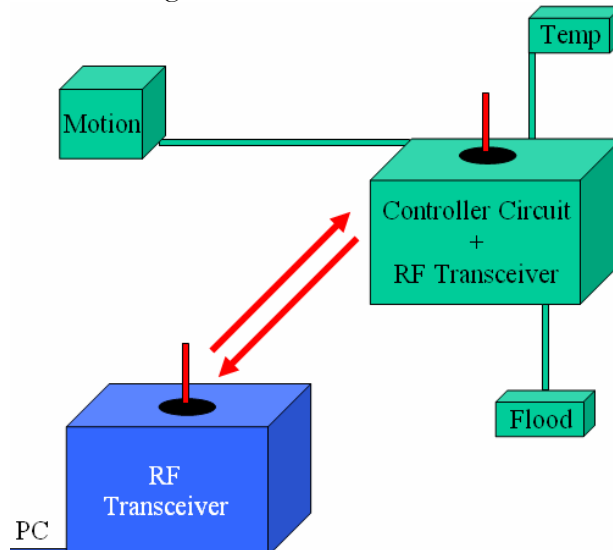 Temp
Motion
Controller Circuit
+
RF Transceiver
Flood
RF
Transceiver
PC